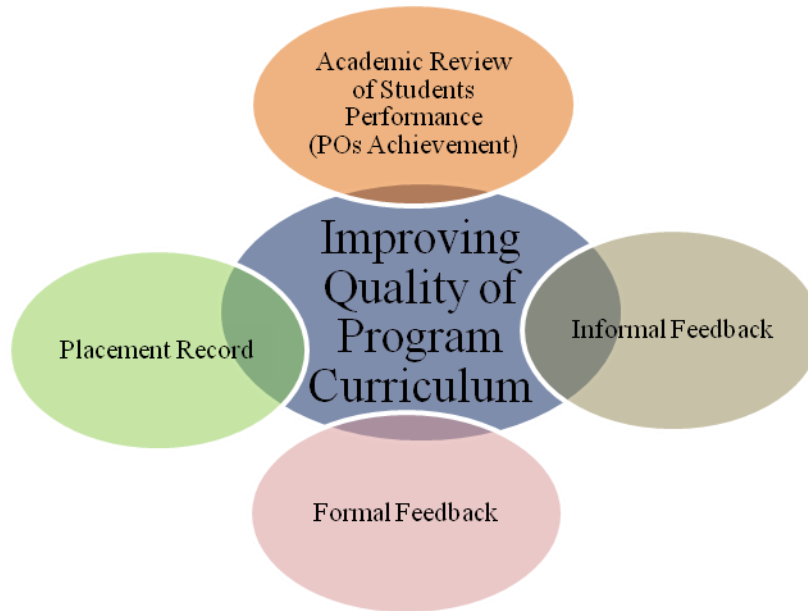 Academic Review
of Students
Performance
(POs Achievement)
Improving
Quality of
Program
Curriculum
Placement Record
Informal Feedback
Formal Feedback